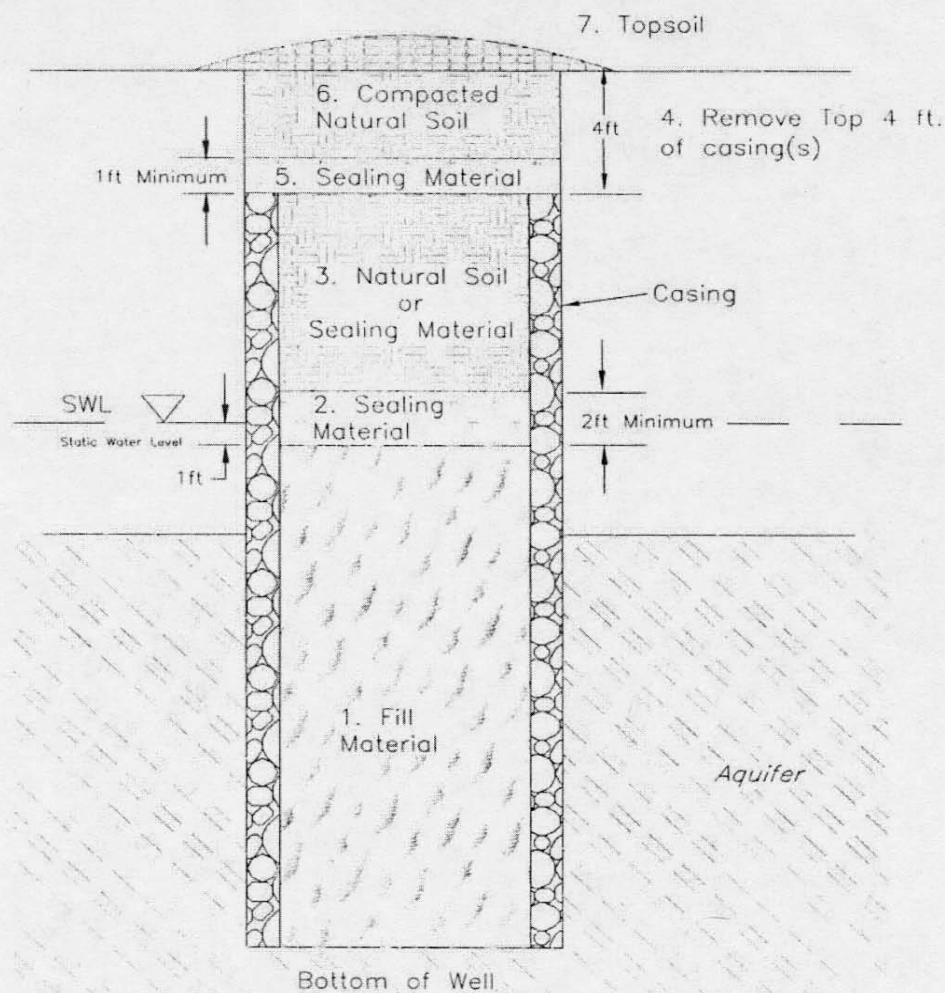 7. Topsoil
6. Compacted
Natural Soil
4ft
4. Remove Top 4 ft.
of casing(s)
1ft Minimum
5. Sealing Material
3. Natural Soil
or
Sealing Material
Casing
SWL
Static Water Level
1ft
2. Sealing
Material
2ft Minimum
1. Fill
Material
Aquifer
Bottom of Well